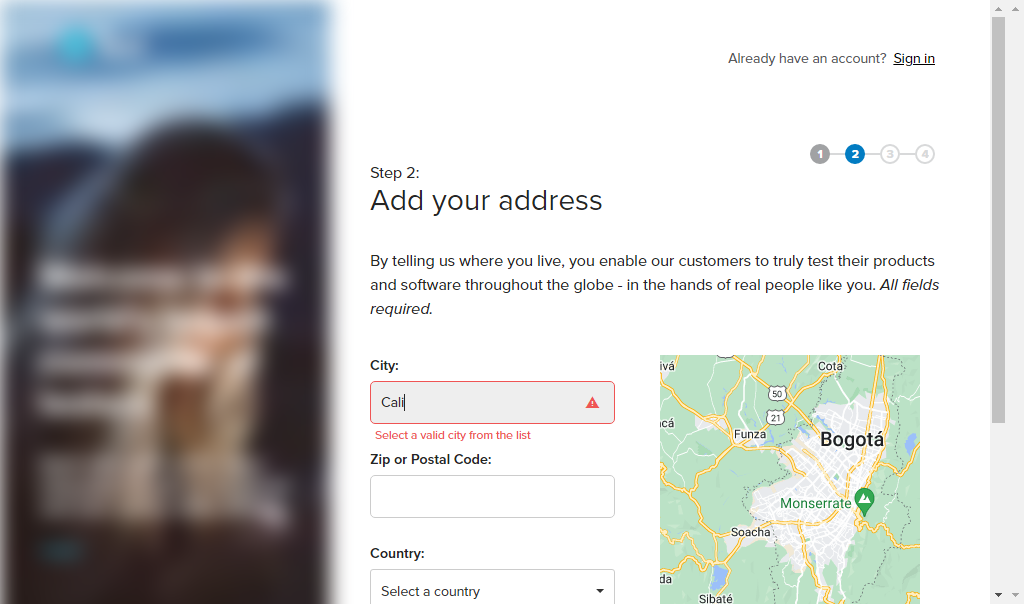 Already have an account? Sign in
1 2 3 4
Step 2:
Add your address
By telling us where you live, you enable our customers to truly test their products
and software throughout the globe - in the hands of real people like you. All fields
required.
City:
Cali
Select a valid city from the list
Zip or Postal Code:
Country:
Select a country
ivá
Cota
50
21
cá
Funza
Bogotá
Monserrate
Soacha
da
Sibaté